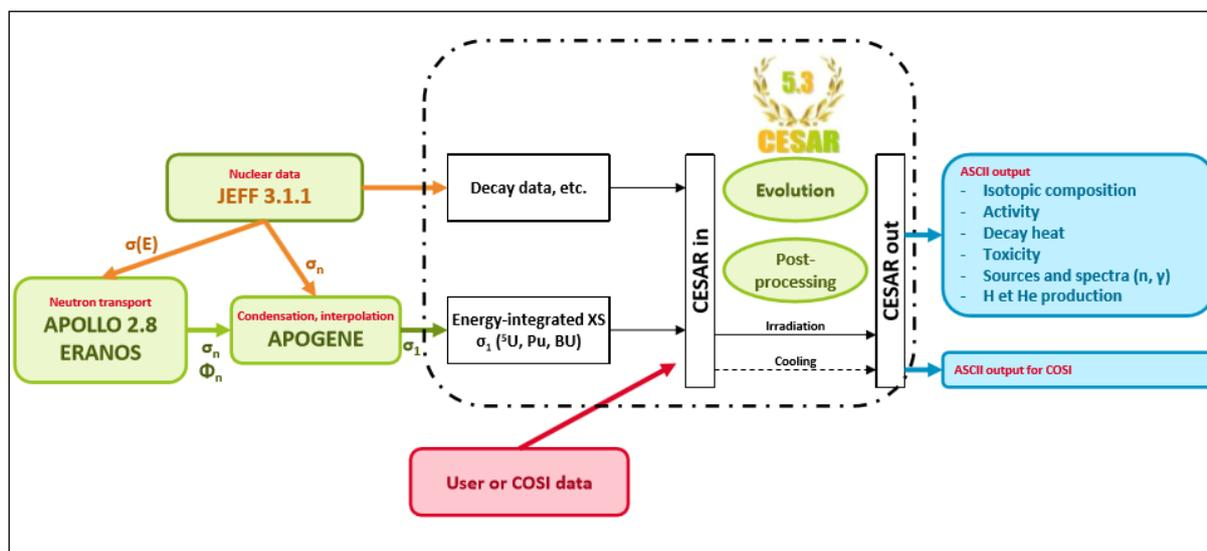 5.3
CESAR
Nuclear data
JEFF 3.1.1
σ(E)
σn
Neutron transport
APOLLO 2.8
ERANOS
σn
Φn
Condensation, interpolation
APOGENE
σ1
Decay data, etc.
Energy-integrated XS
σ1 (⁵U, Pu, BU)
CESAR in
Evolution
Post-
processing
Irradiation
Cooling
CESAR out
ASCII output
- Isotopic composition
- Activity
- Decay heat
- Toxicity
- Sources and spectra (n, γ)
- H et He production
ASCII output for COSI
User or COSI data